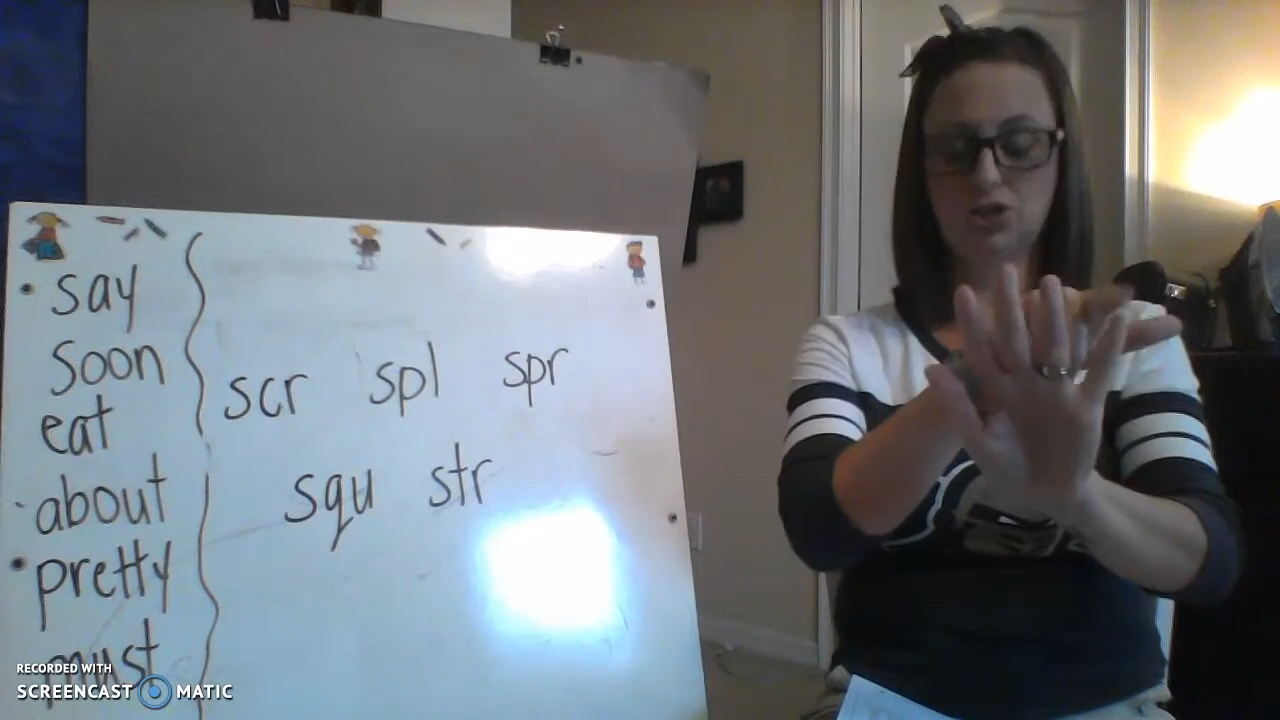 say
soon
eat
about
pretty
must
scr spl spr
squ str
RECORDED WITH
SCREENCAST MATIC